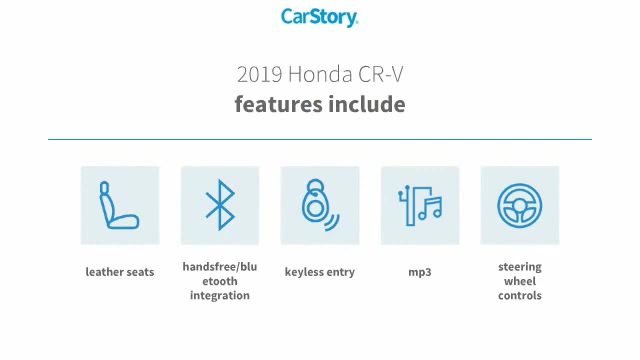 CarStory.
2019 Honda CR-V
features include
leather seats
handsfree/blu
etooth
integration
keyless entry
mp3
steering
wheel
controls